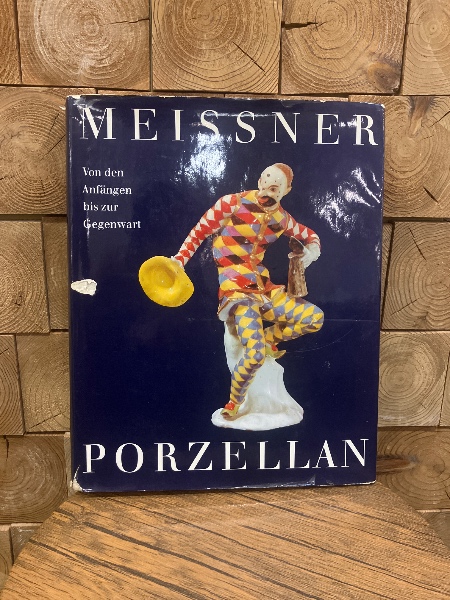 MEISSNER
Von den
Anfängen
bis zur
Gegenwart
PORZELLAN